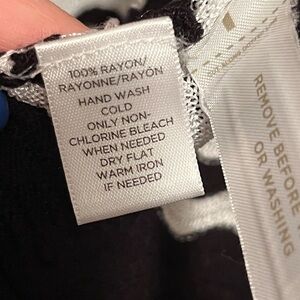 100% RAYON/
RAYONNE/RAYÓN
HAND WASH
COLD
ONLY NON-
CHLORINE BLEACH
WHEN NEEDED
DRY FLAT
WARM IRON
IF NEEDED
REMOVE BEFORE
OR WASHING